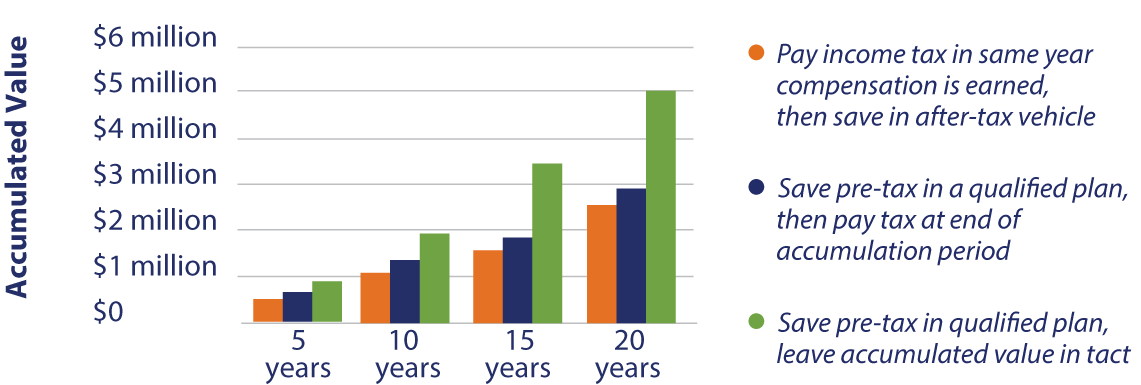 Accumulated Value
$6 million
$5 million
$4 million
$3 million
$2 million
$1 million
$0
5
years
10
years
15
years
20
years
Pay income tax in same year
compensation is earned,
then save in after-tax vehicle
Save pre-tax in a qualified plan,
then pay tax at end of
accumulation period
Save pre-tax in qualified plan,
leave accumulated value in tact